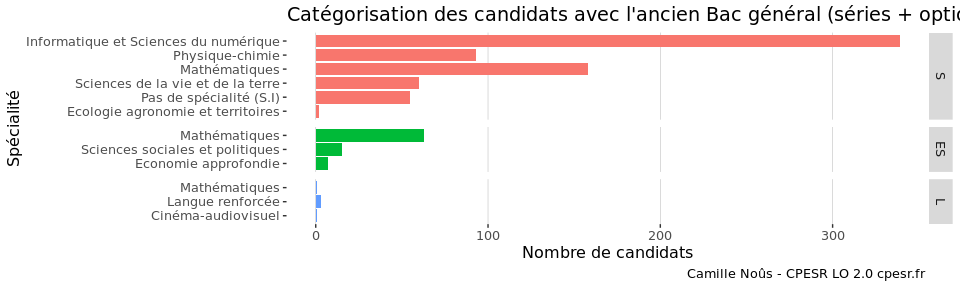 Catégorisation des candidats avec l'ancien Bac général (séries + optio
Informatique et Sciences du numérique
Physique-chimie
Mathématiques
Sciences de la vie et de la terre
Pas de spécialité (S.I)
Ecologie agronomie et territoires
S
Mathématiques
Sciences sociales et politiques
Economie approfondie
ES
Mathématiques
Langue renforcée
Cinéma-audiovisuel
L
Spécialité
0 100 200 300
Nombre de candidats
Camille Noûs - CPESR LO 2.0 cpesr.fr